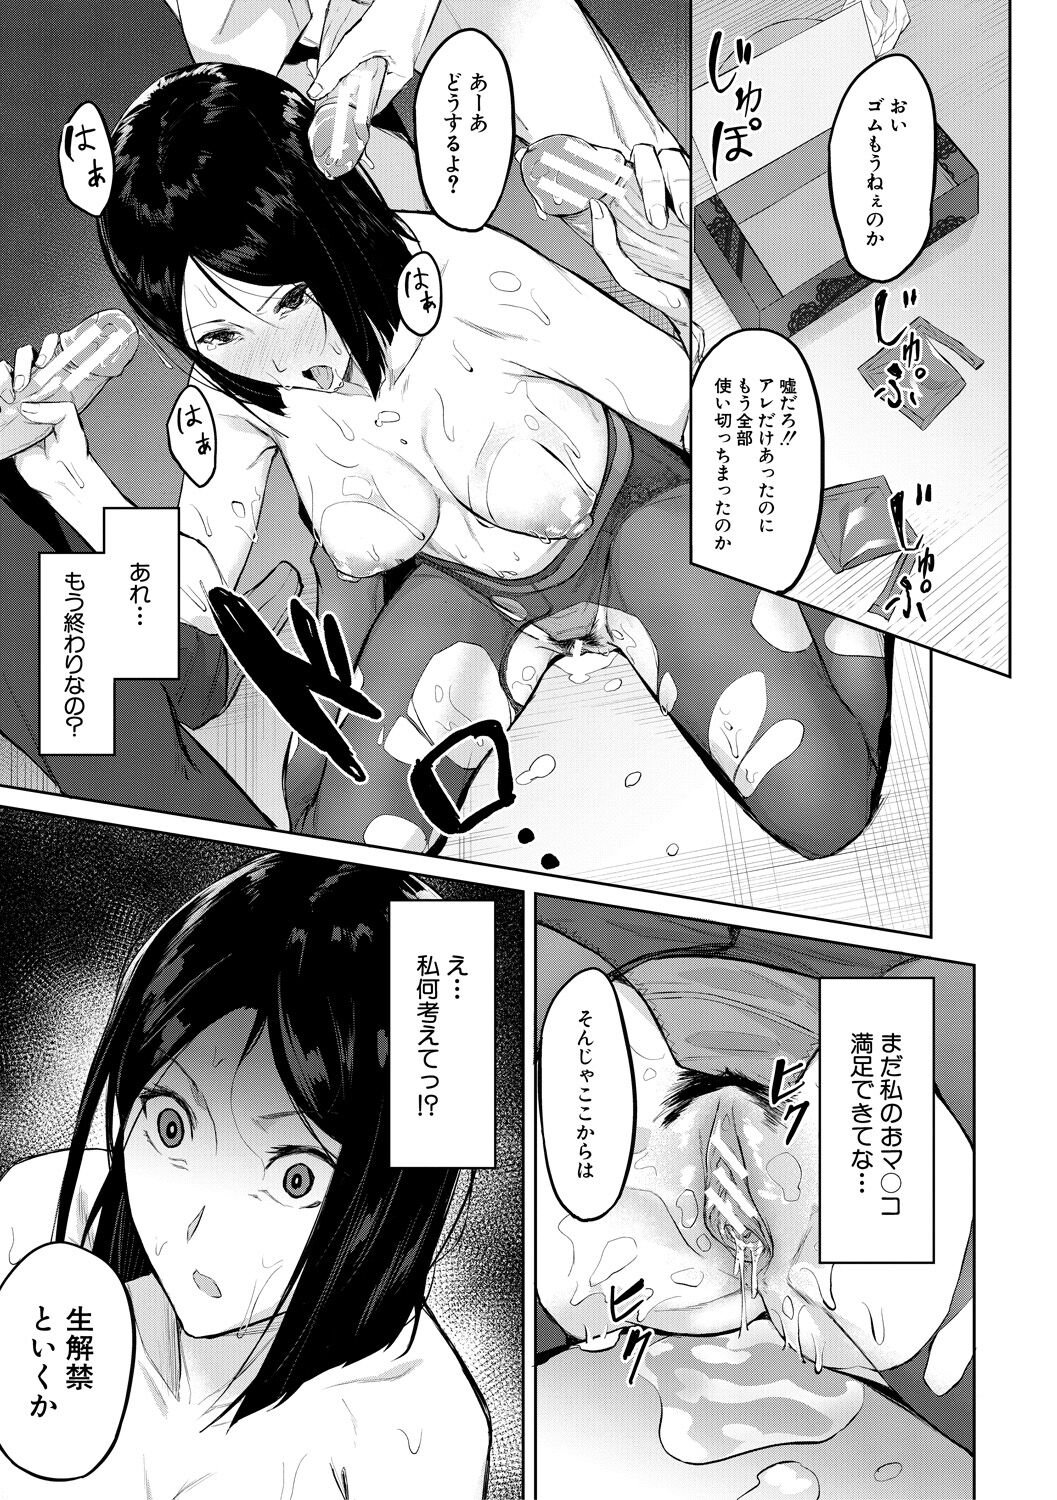 おい
ゴムもうねぇのか
じゅぽ
じゅぷ
じゅぷ
嘘だろ!!
アレだけあったのに
もう全部
使い切っちまったのか
あーあ
どうするよ?
はぁ
はぁ
はぁ
あれ…
もう終わりなの?
まだ私のおマ○コ
満足できてな…
ヒク
ヒク
そんじゃここからは
え…
私何考えてっ!?
生解禁
といくか